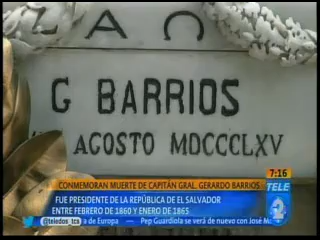 G BARRIOS
AGOSTO MDCCCLXV
7:16
CONMEMORAN MUERTE DE CAPITÁN GRAL. GERARDO BARRIOS
TELE
FUE PRESIDENTE DE LA REPÚBLICA DE EL SALVADOR
ENTRE FEBRERO DE 1860 Y ENERO DE 1865
@teledos_tcs a de Europa - Pep Guardiola se verá de nuevo con José Mo